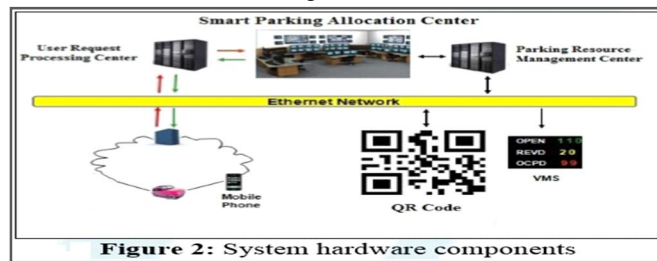 Smart Parking Allocation Center
User Request
Processing Center
Parking Resource
Management Center
Ethernet Network
Mobile
Phone
QR Code
OPEN 110
REVD 20
OCPD 99
VMS
Figure 2: System hardware components